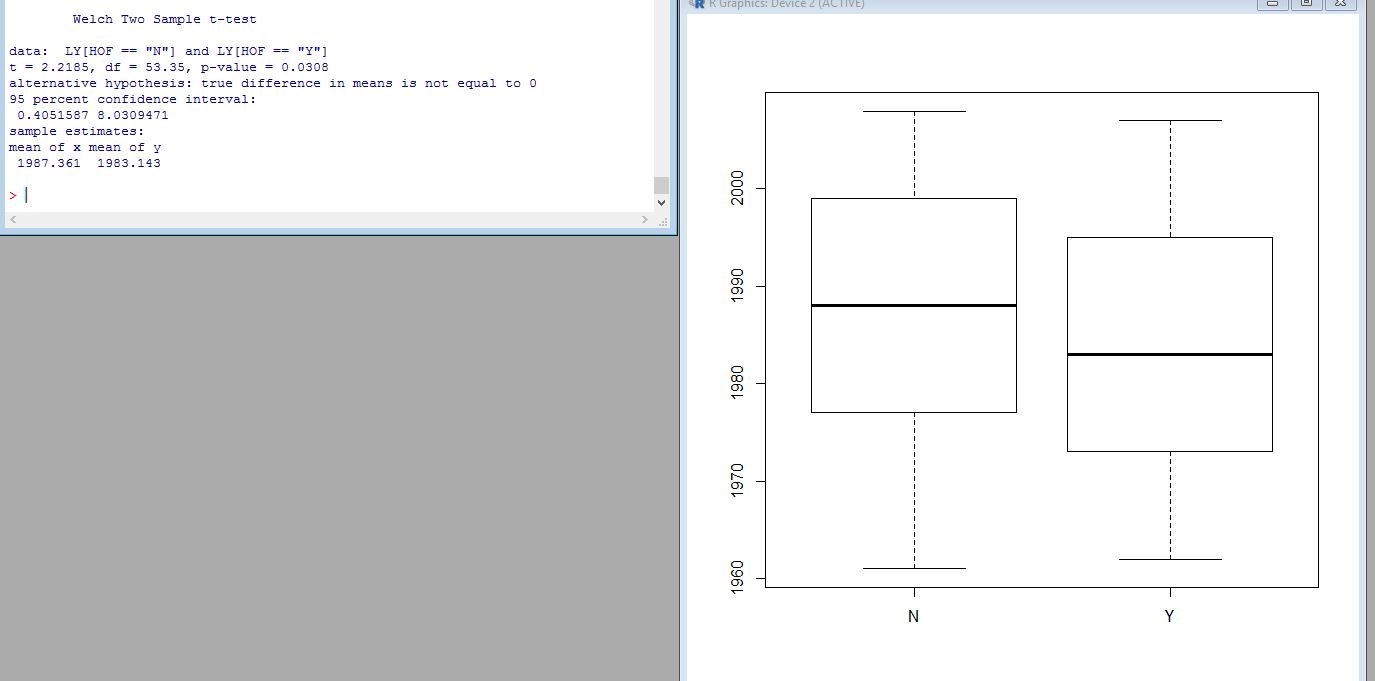 Welch Two Sample t-test
data:  LY[HOF == "N"] and LY[HOF == "Y"]
t = 2.2185, df = 53.35, p-value = 0.0308
alternative hypothesis: true difference in means is not equal to 0
95 percent confidence interval:
0.4051587 8.0309471
sample estimates:
mean of x mean of y
1987.361  1983.143
>
R Graphics: Device 2 (ACTIVE)
2000
1990
1980
1970
1960
N Y